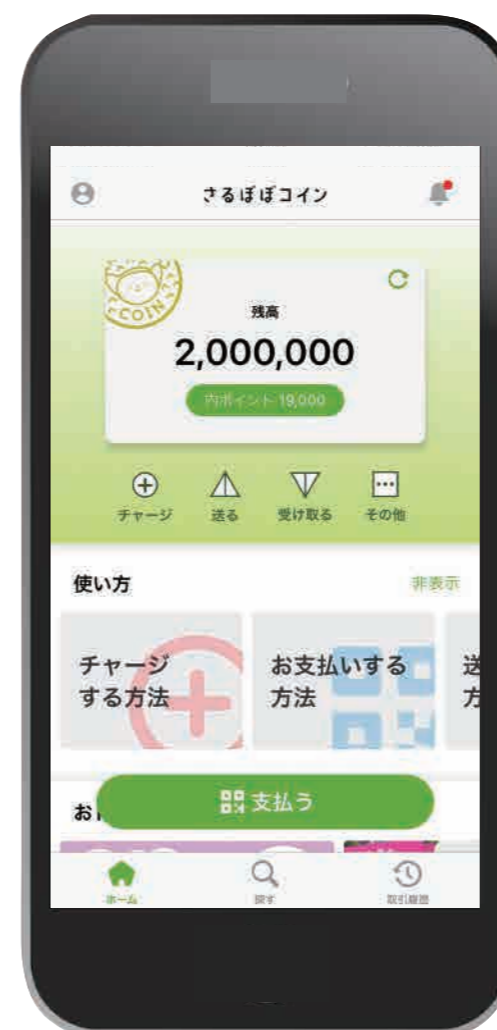 さるぼぼコイン
COIN
残高
2,000,000
内ポイント 19,000
チャージ
送る
受け取る
その他
使い方
非表示
チャージ
する方法
お支払いする
方法
送
方
お
支払う
ホーム
探す
取引履歴